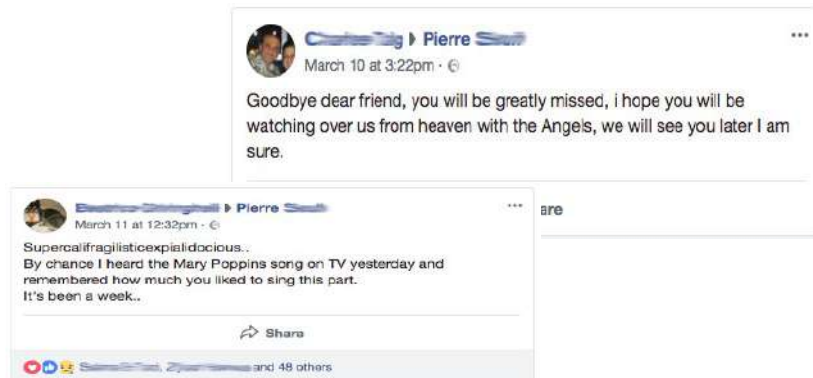 Pierre
March 10 at 3:22pm
Goodbye dear friend, you will be greatly missed, i hope you will be
watching over us from heaven with the Angels, we will see you later I am
sure.
are
Pierre
March 11 at 12:32pm
Supercalifragilisticexpialidocious..
By chance I heard the Mary Poppins song on TV yesterday and
remembered how much you liked to sing this part.
It's been a week..
Share
and 48 others